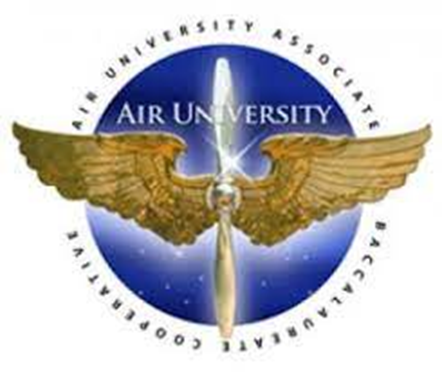 AIR UNIVERSITY ASSOCIATE
AIR UNIVERSITY
BACCALAUREATE COOPERATIVE